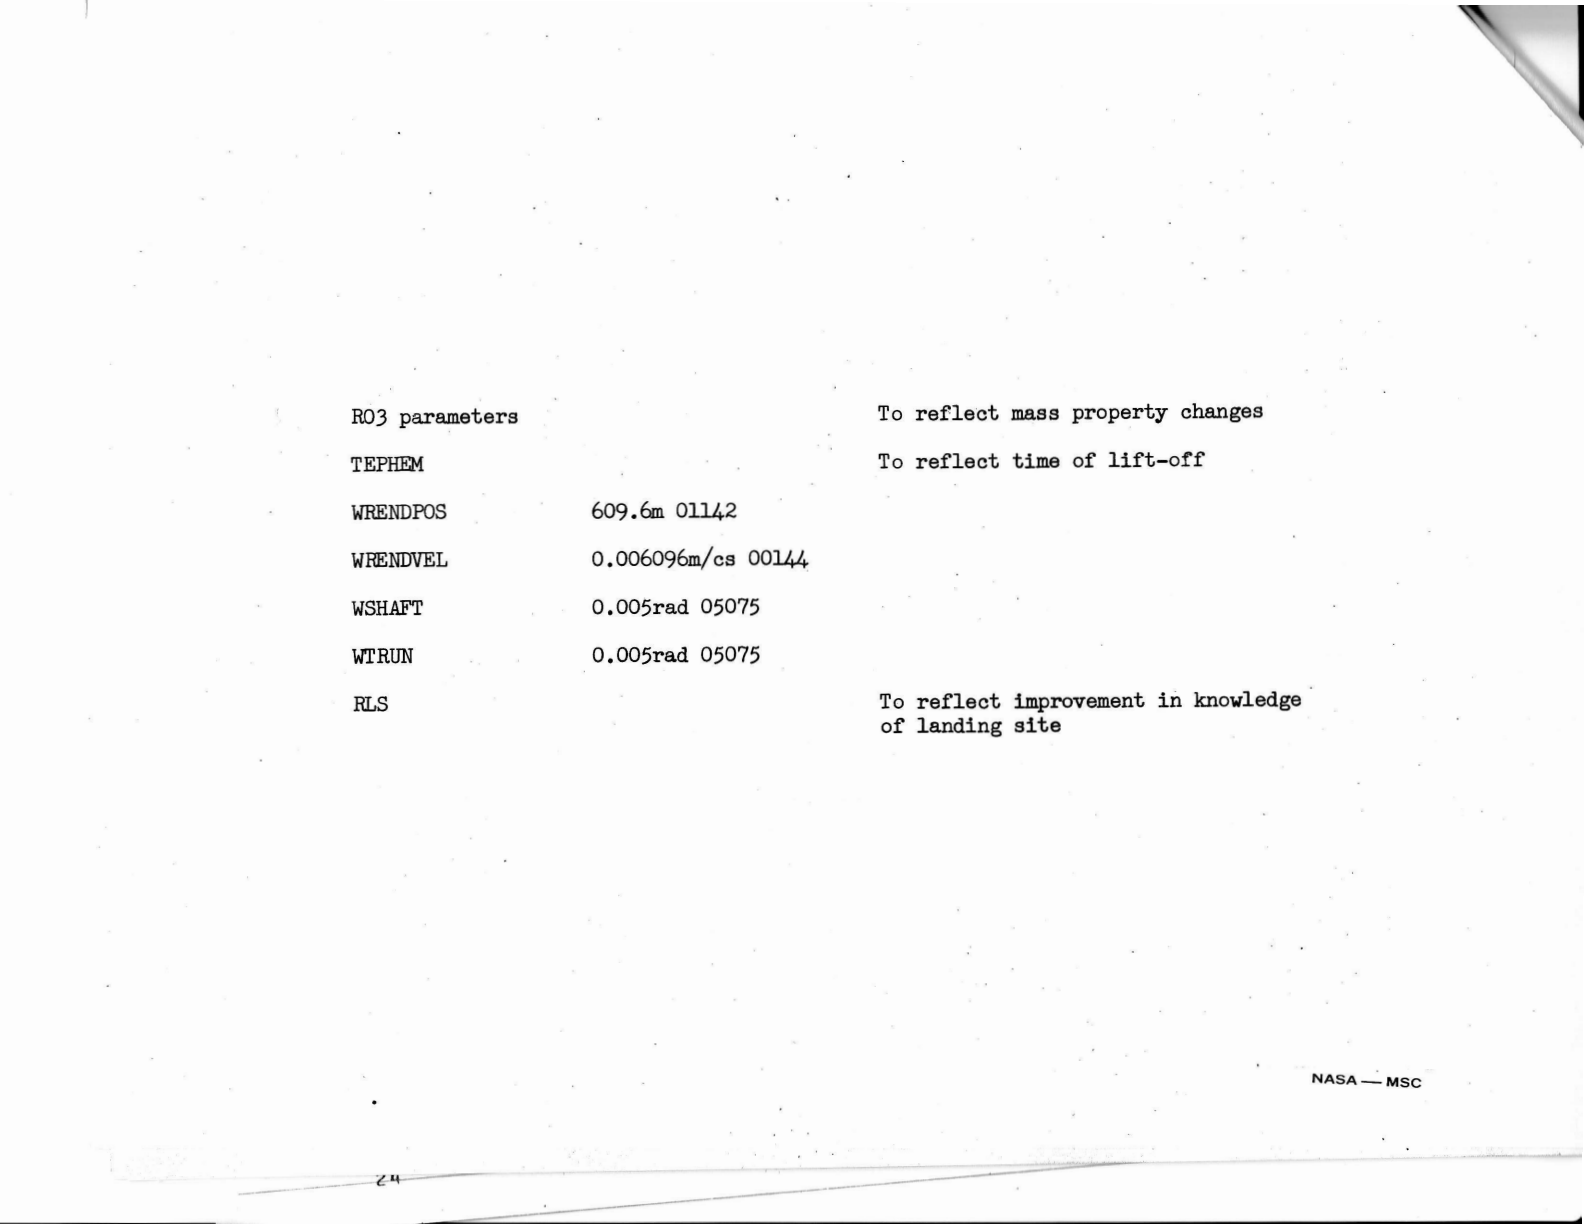 R03 parameters To reflect mass property changes
TEPHEM To reflect time of lift-off
WRENDPOS 609.6m 01142
WRENDVEL 0.006096m/cs 00144
WSHAFT 0.005rad 05075
WTRUN 0.005rad 05075
RLS To reflect improvement in knowledge
of landing site
NASA — MSC